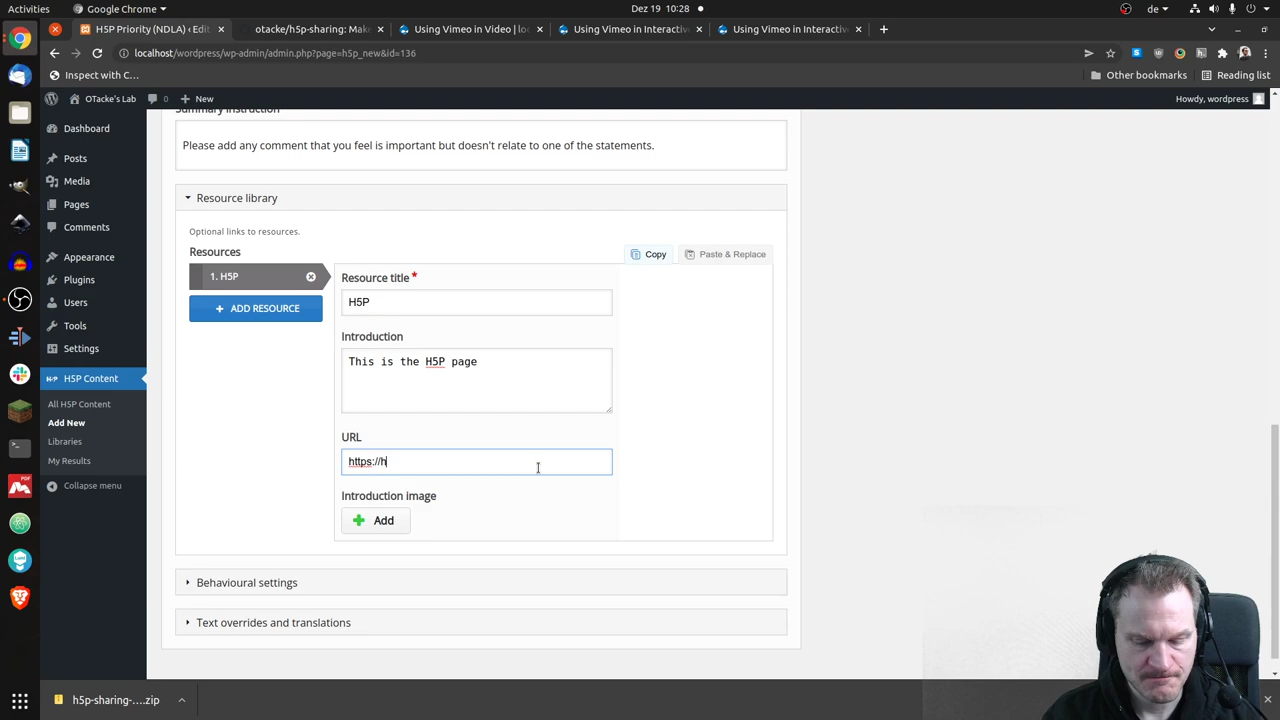 Activities
Google Chrome
Dez 19 10:28
de
H5P Priority (NDLA) ‹ Edit
otacke/h5p-sharing: Mak
Using Vimeo in Video | loc
Using Vimeo in Interactiv
Using Vimeo in Interactiv
localhost/wordpress/wp-admin/admin.php?page=h5p_new&id=136
Inspect with C...
Other bookmarks
Reading list
OTacke's Lab
0
New
Howdy, wordpress
Dashboard
Posts
Media
Pages
Comments
Appearance
Plugins
Users
Tools
Settings
H5P Content
All H5P Content
Add New
Libraries
My Results
Collapse menu
Summary instruction
Please add any comment that you feel is important but doesn't relate to one of the statements.
Resource library
Optional links to resources.
Resources
Copy
Paste & Replace
1. H5P
ADD RESOURCE
Resource title *
H5P
Introduction
This is the H5P page
URL
https://h
Introduction image
Add
Behavioural settings
Text overrides and translations
h5p-sharing-....zip